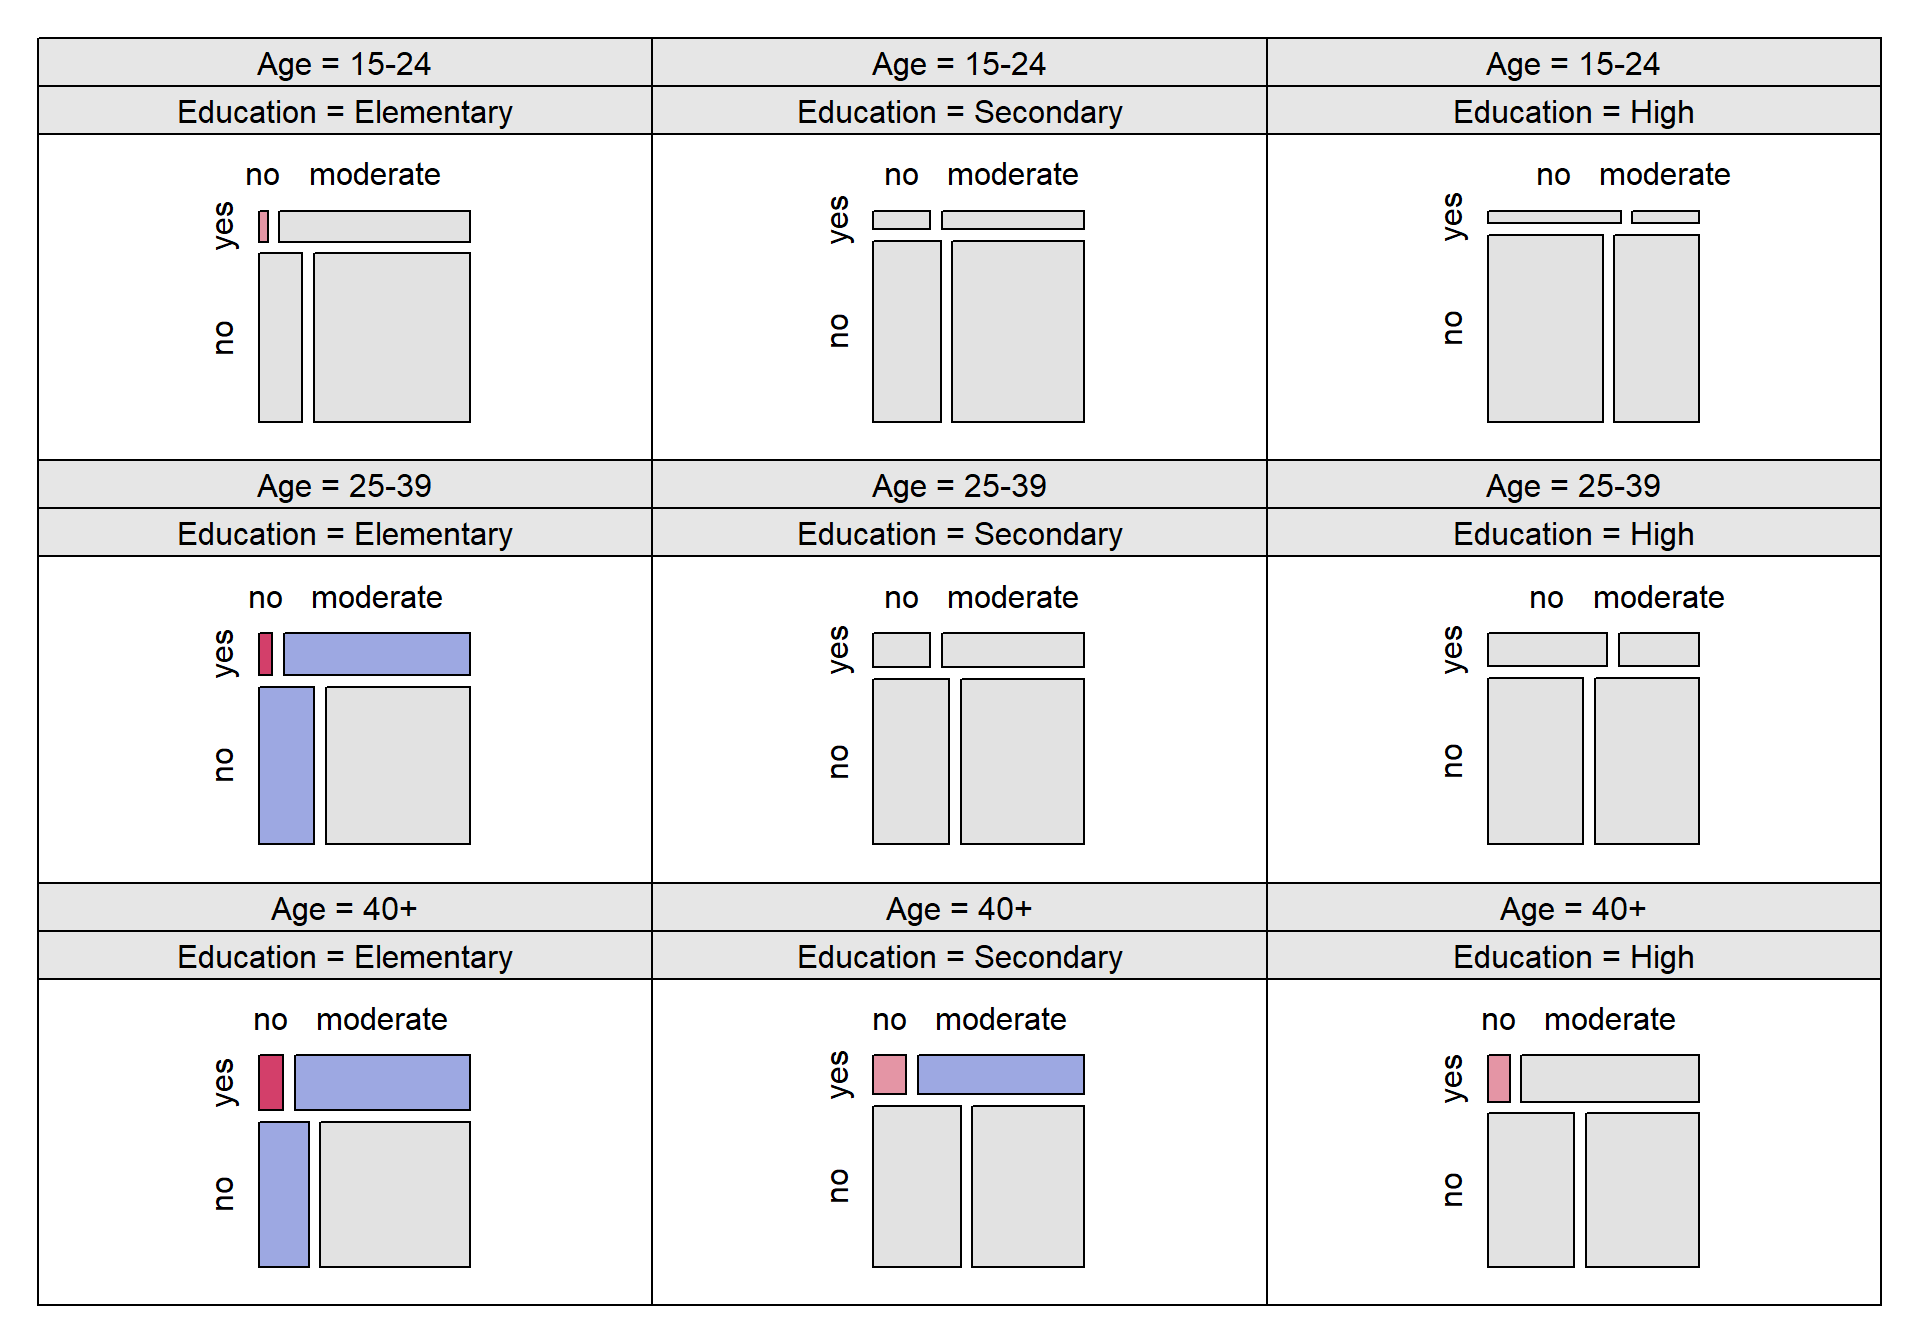 Age = 15-24
Age = 15-24
Age = 15-24
Education = Elementary
Education = Secondary
Education = High
no moderate
yes
no
no moderate
yes
no
no moderate
yes
no
Age = 25-39
Age = 25-39
Age = 25-39
Education = Elementary
Education = Secondary
Education = High
no moderate
yes
no
no moderate
yes
no
no moderate
yes
no
Age = 40+
Age = 40+
Age = 40+
Education = Elementary
Education = Secondary
Education = High
no moderate
yes
no
no moderate
yes
no
no moderate
yes
no